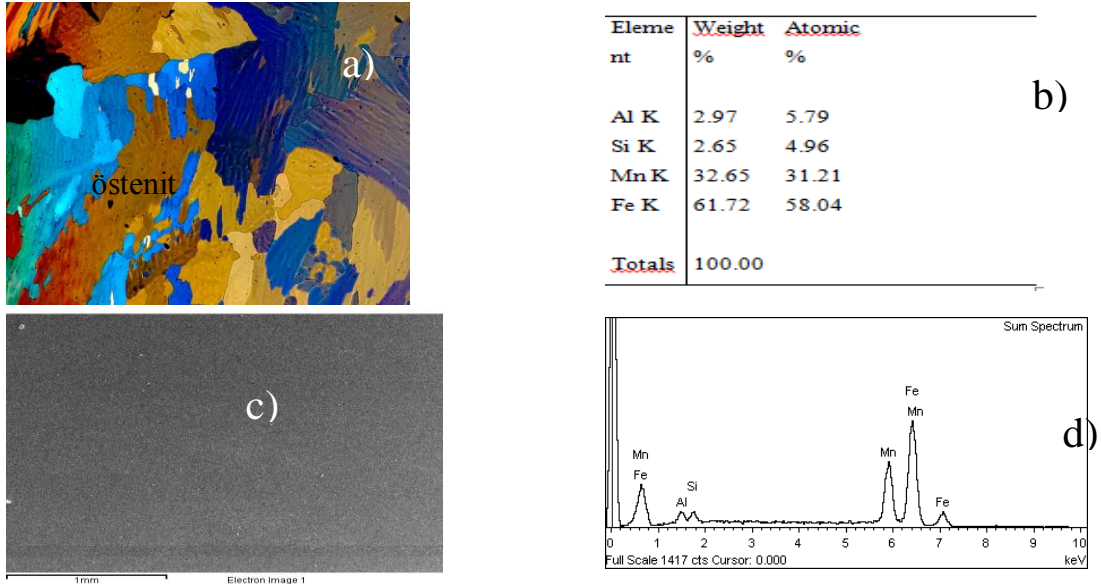 a)
östenit
Eleme Weight Atomic
nt % %
Al K 2.97 5.79
Si K 2.65 4.96
Mn K 32.65 31.21
Fe K 61.72 58.04
Totals 100.00
b)
c)
1mm Electron Image 1
Sum Spectrum
Fe
Mn
d)
Mn
Mn
Fe
Si
Al
Fe
0 1 2 3 4 5 6 7 8 9 10
Full Scale 1417 cts Cursor: 0.000 keV